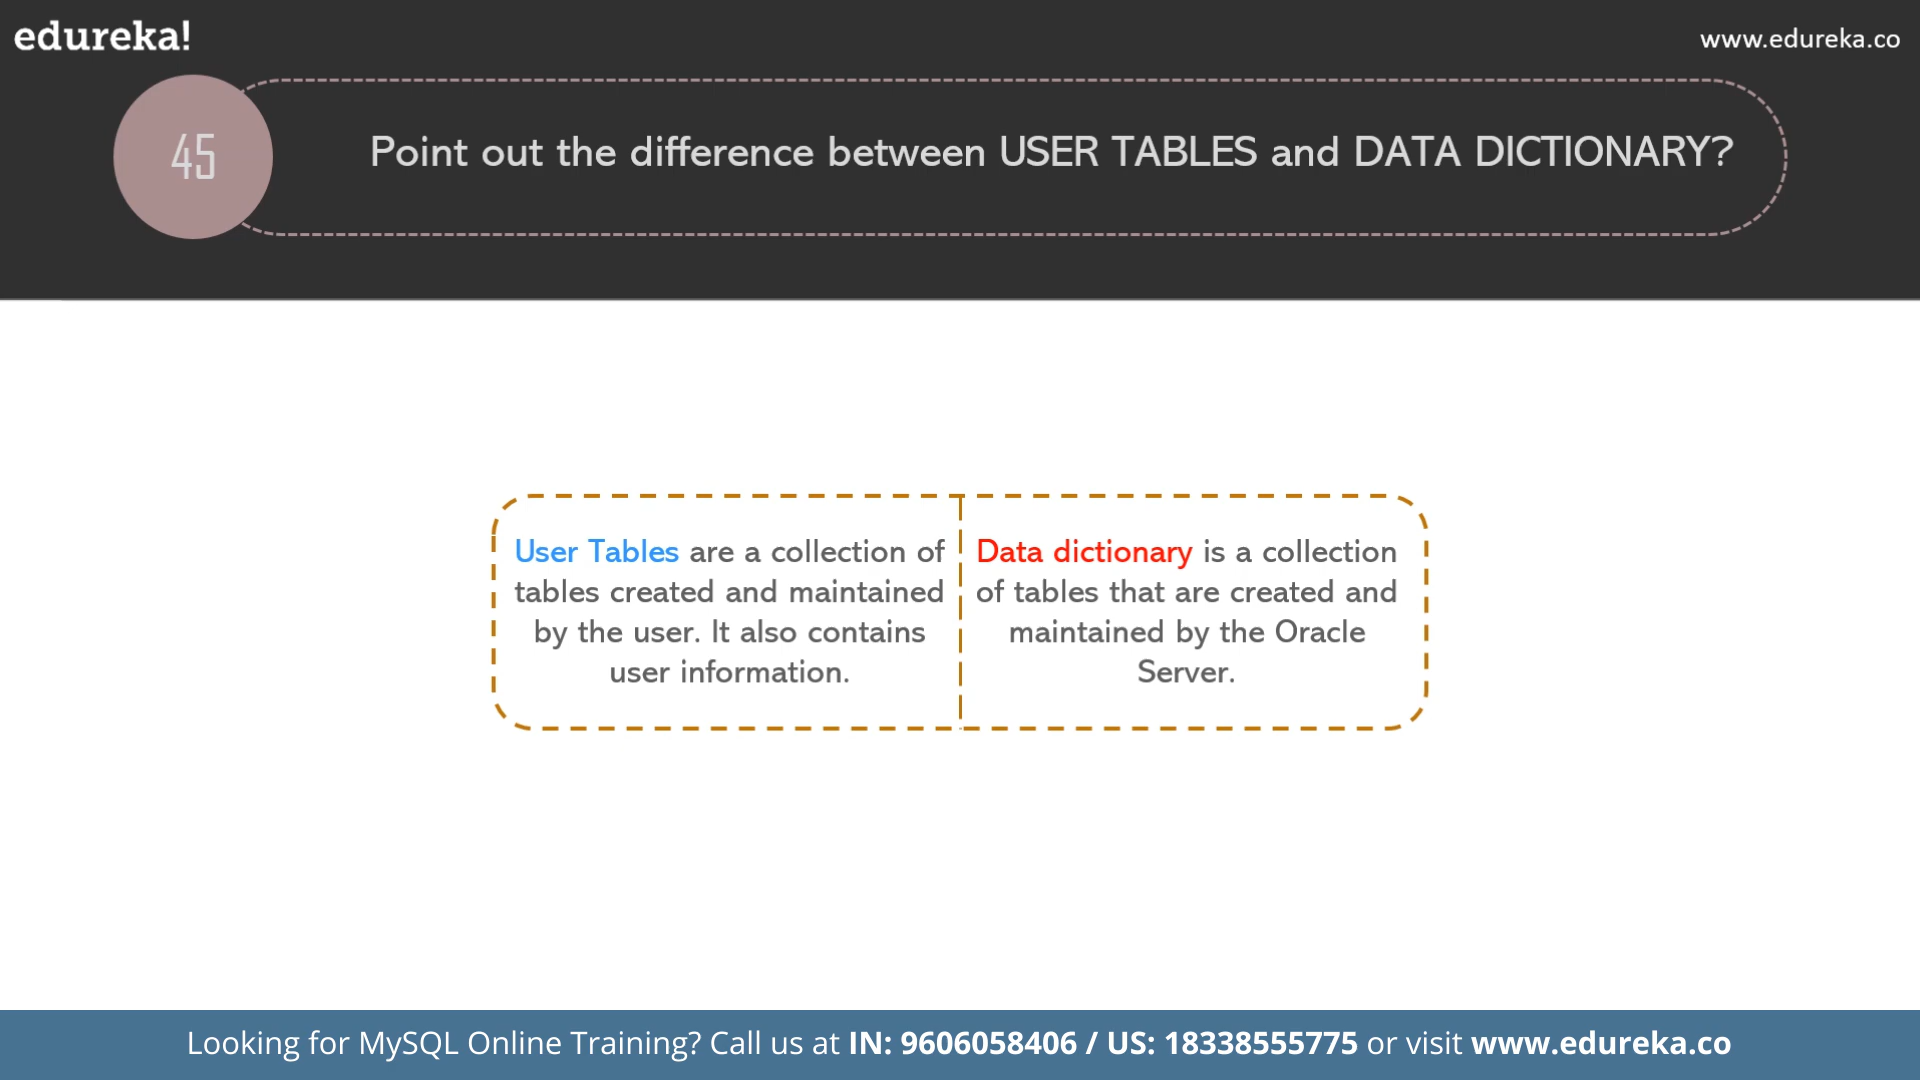 edureka!
www.edureka.co
45
Point out the difference between USER TABLES and DATA DICTIONARY?
User Tables are a collection of
tables created and maintained
by the user. It also contains
user information.
Data dictionary is a collection
of tables that are created and
maintained by the Oracle
Server.
Looking for MySQL Online Training? Call us at IN: 9606058406 / US: 18338555775 or visit www.edureka.co